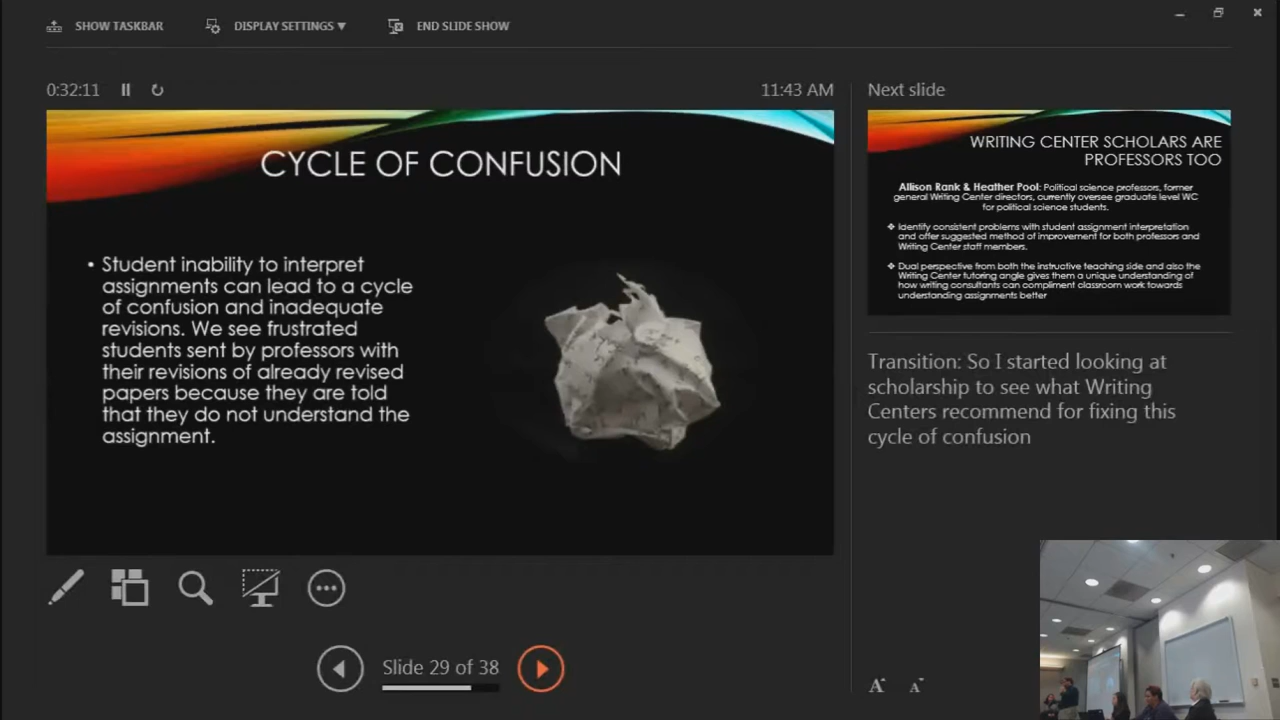 SHOW TASKBAR
DISPLAY SETTINGS ▼
END SLIDE SHOW
0:32:11
11:43 AM
CYCLE OF CONFUSION
• Student inability to interpret
assignments can lead to a cycle
of confusion and inadequate
revisions. We see frustrated
students sent by professors with
their revisions of already revised
papers because they are told
that they do not understand the
assignment.
Slide 29 of 38
Next slide
WRITING CENTER SCHOLARS ARE
PROFESSORS TOO
Allison Rank & Heather Pool: Political science professors, former
general Writing Center directors, currently oversee graduate level WC
for political science students.
❖ Identify consistent problems with student assignment interpretation
and offer suggested method of improvement for both professors and
Writing Center staff members.
❖ Dual perspective from both the instructive teaching side and also the
Writing Center tutoring angle gives them a unique understanding of
how writing consultants can compliment classroom work towards
understanding assignments better
Transition: So I started looking at
scholarship to see what Writing
Centers recommend for fixing this
cycle of confusion
A A